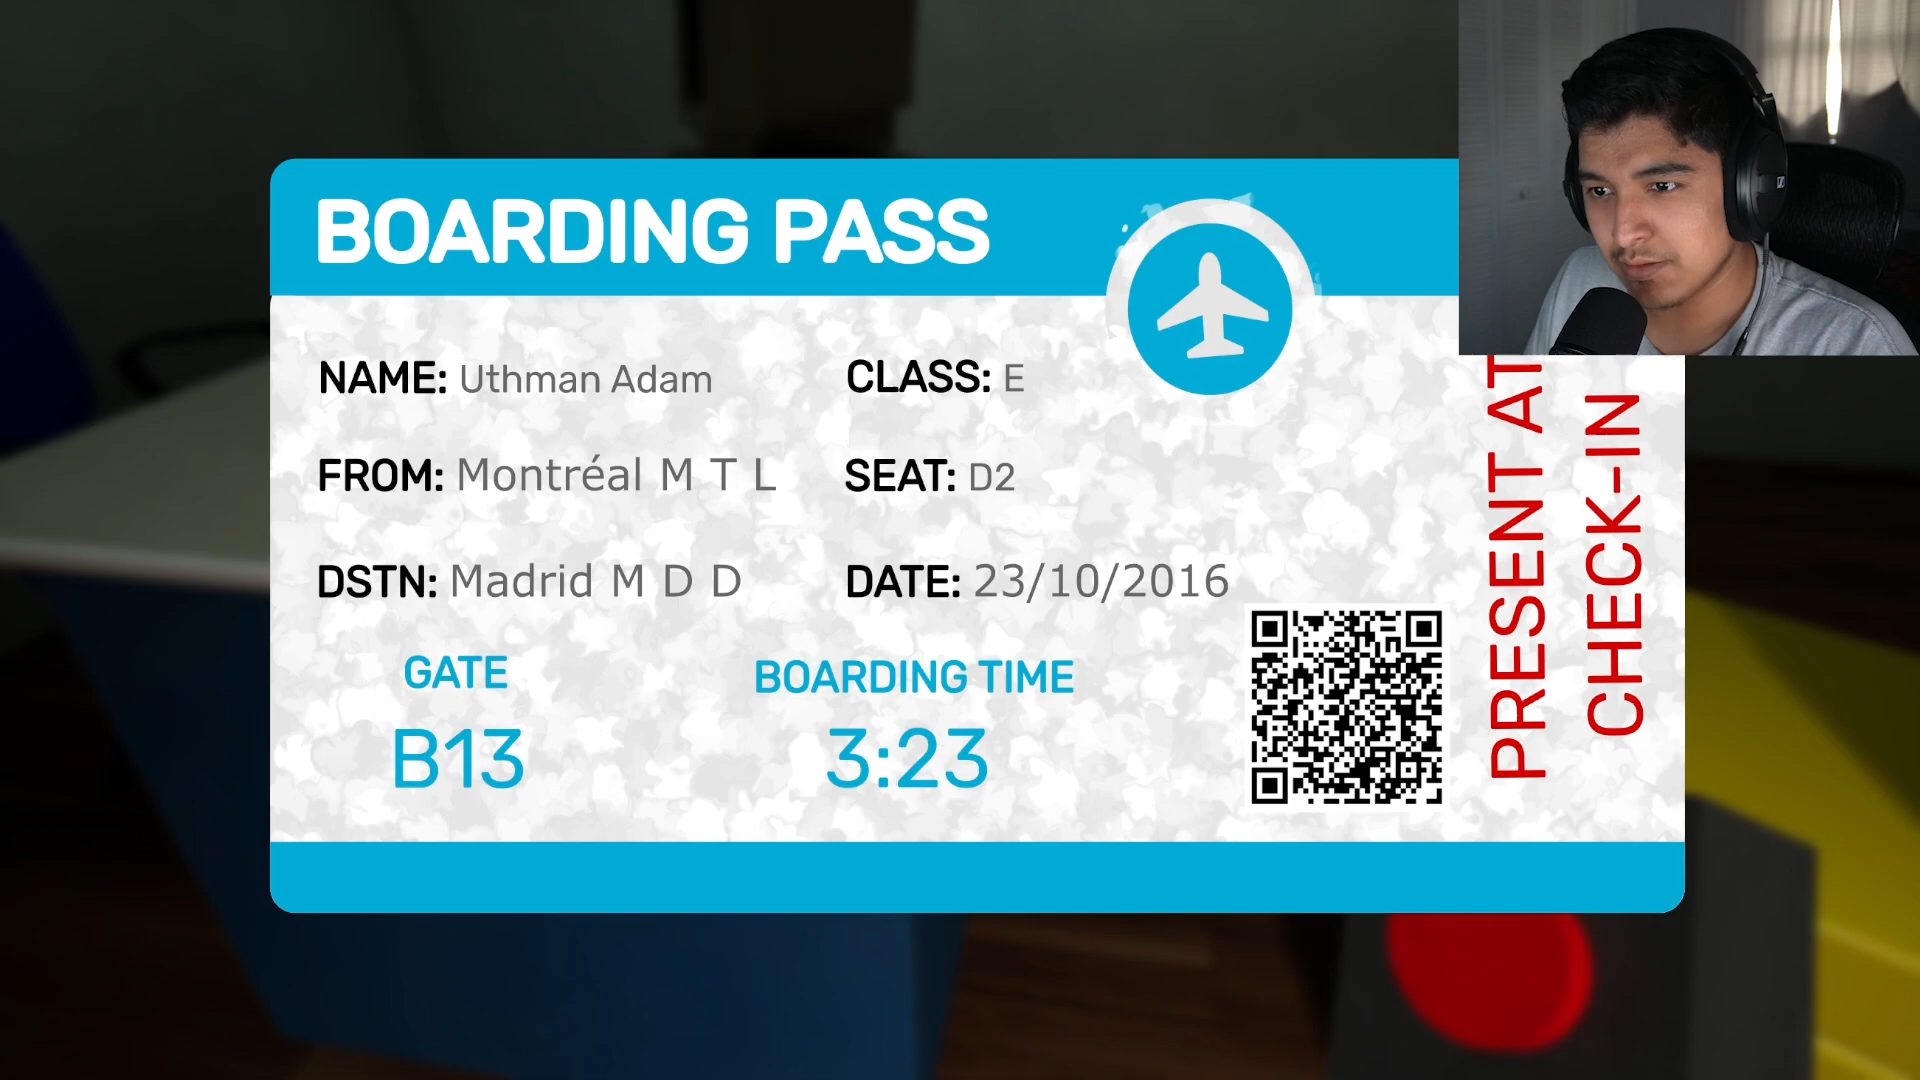 BOARDING PASS
NAME: Uthman Adam
CLASS: E
FROM: Montréal M T L
SEAT: D2
DSTN: Madrid M D D
DATE: 23/10/2016
GATE
BOARDING TIME
B13
3:23
PRESENT AT
CHECK-IN